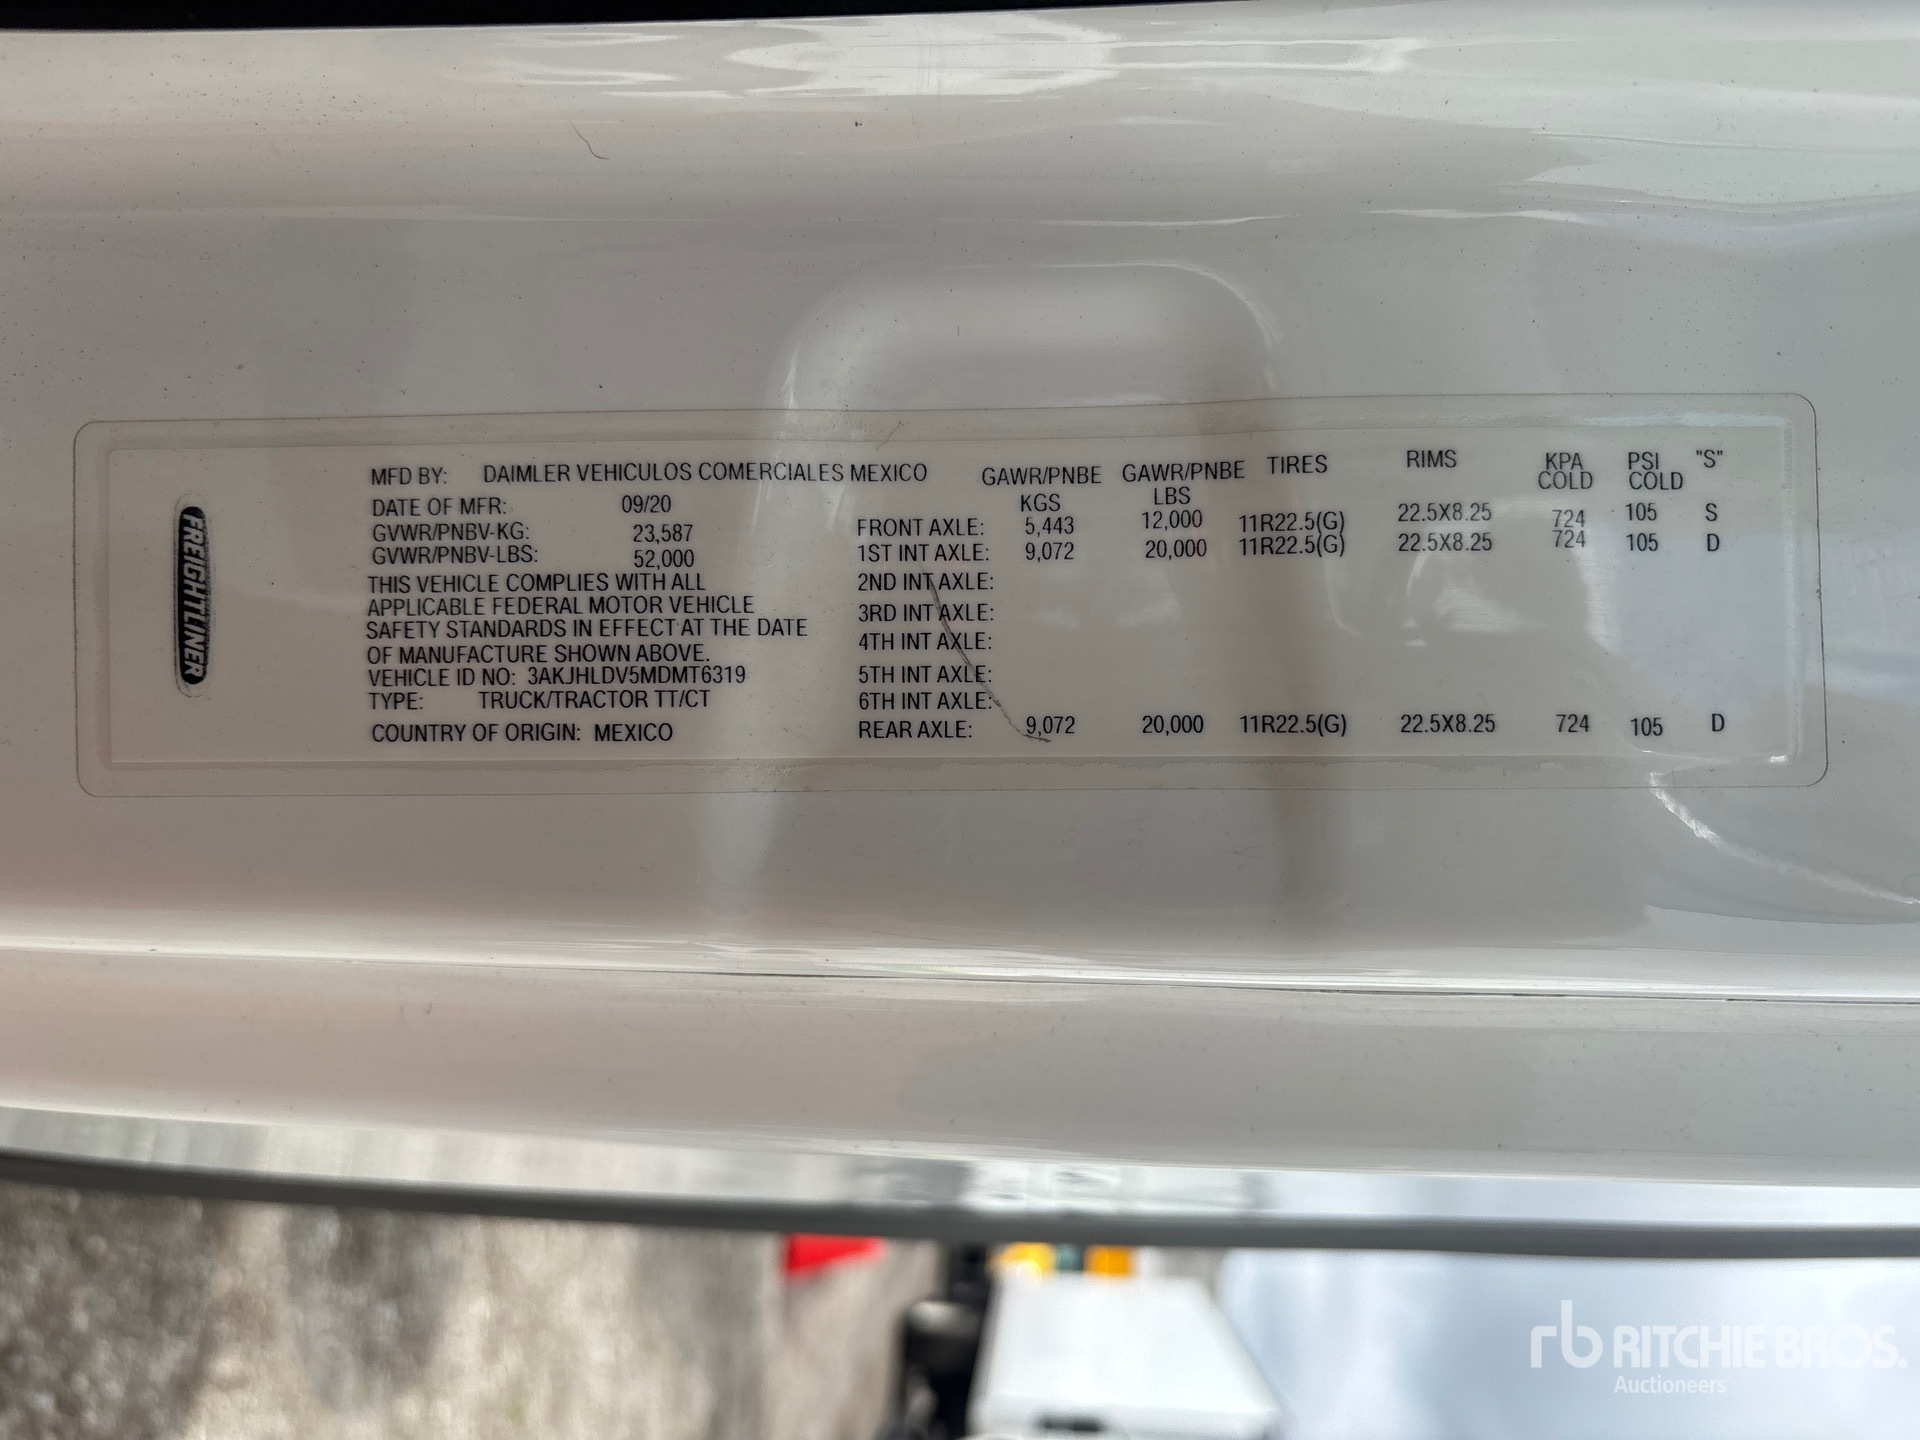 FREIGHTLINER
MFD BY: DAIMLER VEHICULOS COMERCIALES MEXICO
DATE OF MFR: 09/20
GVWR/PNBV-KG: 23,587
GVWR/PNBV-LBS: 52,000
THIS VEHICLE COMPLIES WITH ALL
APPLICABLE FEDERAL MOTOR VEHICLE
SAFETY STANDARDS IN EFFECT AT THE DATE
OF MANUFACTURE SHOWN ABOVE.
VEHICLE ID NO: 3AKJHLDV5MDMT6319
TYPE: TRUCK/TRACTOR TT/CT
COUNTRY OF ORIGIN: MEXICO
GAWR/PNBE GAWR/PNBE TIRES RIMS KPA PSI "S"
KGS LBS COLD COLD
FRONT AXLE: 5,443 12,000 11R22.5(G) 22.5X8.25 724 105 S
1ST INT AXLE: 9,072 20,000 11R22.5(G) 22.5X8.25 724 105 D
2ND INT AXLE:
3RD INT AXLE:
4TH INT AXLE:
5TH INT AXLE:
6TH INT AXLE:
REAR AXLE: 9,072 20,000 11R22.5(G) 22.5X8.25 724 105 D
rb RITCHIE BROS.
Auctioneers